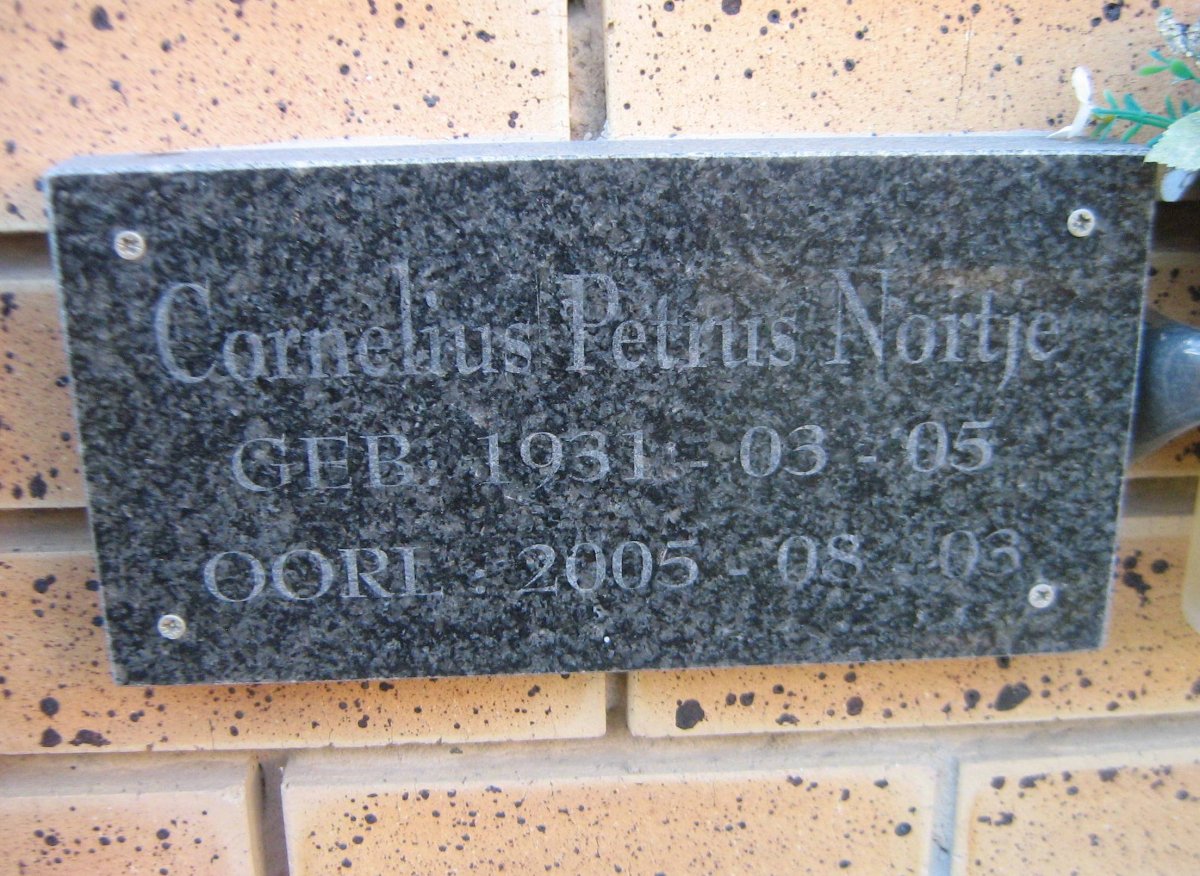 Cornelius Petrus Nortje
GEB: 1931 - 03 - 05
OORL : 2005 - 08 - 03